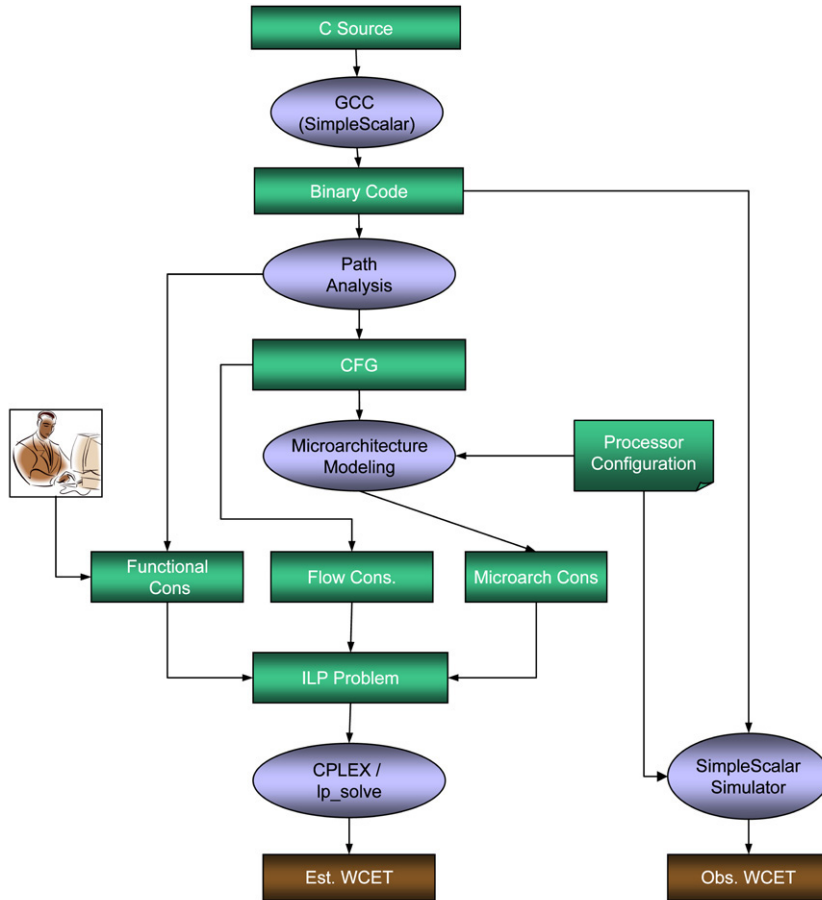 C Source
GCC
(SimpleScalar)
Binary Code
Path
Analysis
CFG
Microarchitecture
Modeling
Processor
Configuration
Functional
Cons
Flow Cons.
Microarch Cons
ILP Problem
CPLEX /
lp_solve
SimpleScalar
Simulator
Est. WCET
Obs. WCET